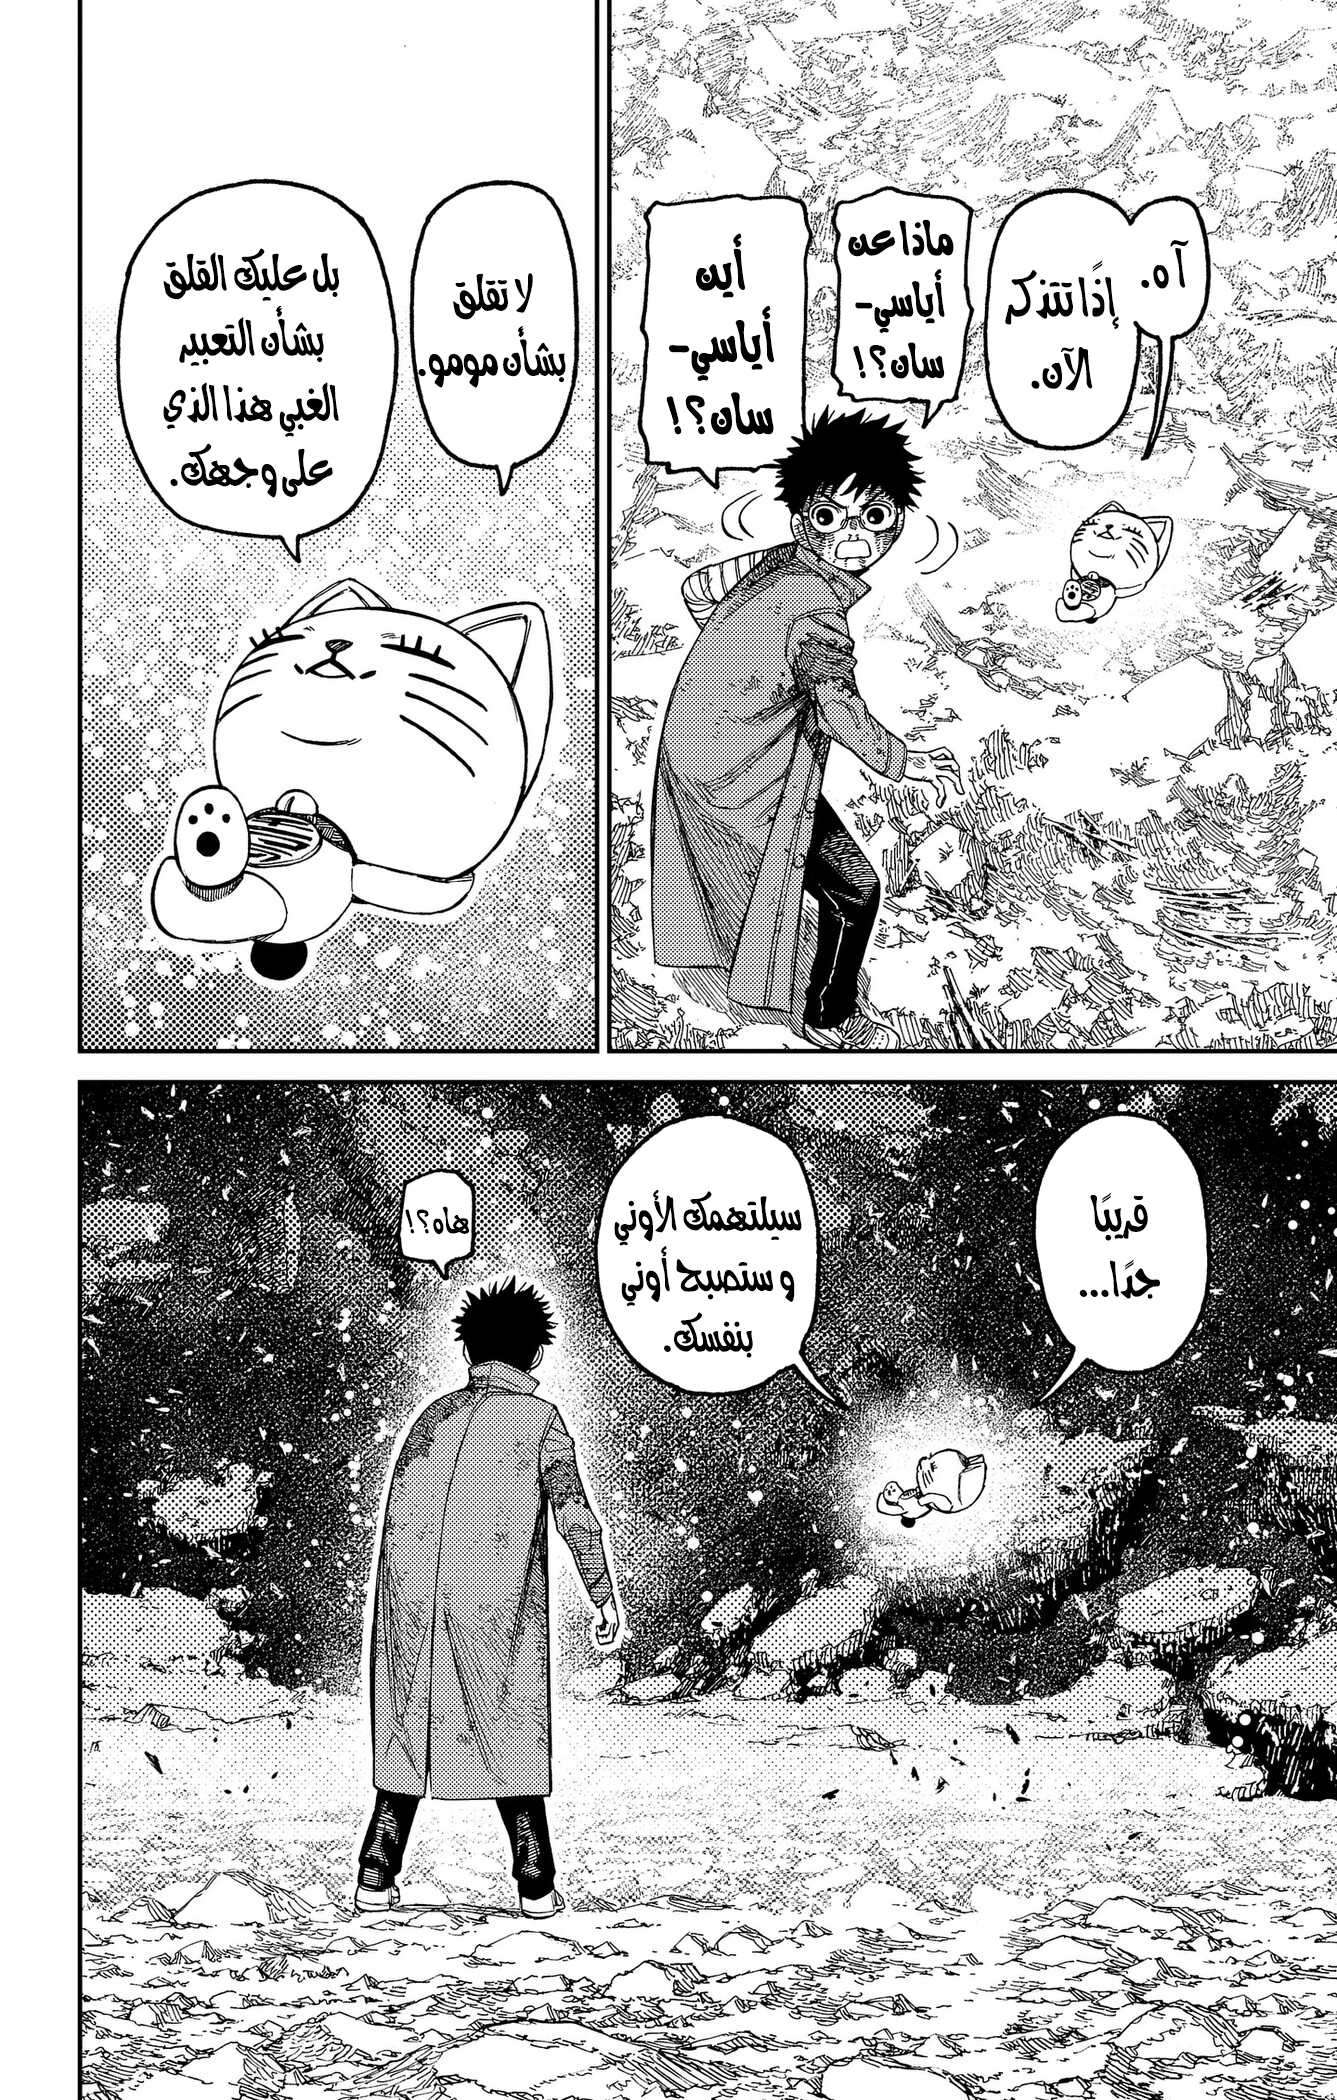 آه.
إذًا تتذكر
الآن.
ماذا عن
أياسي-
سان؟!
أين
أياسي-
سان؟!
لا تقلق
بشأن مومو.
بل عليك القلق
بشأن التعبير
الغبي هذا الذي
على وجهك.
قريبًا
جدًا...
سيلتهمك الأوني
و ستصبح أوني
بنفسك.
هاه؟!